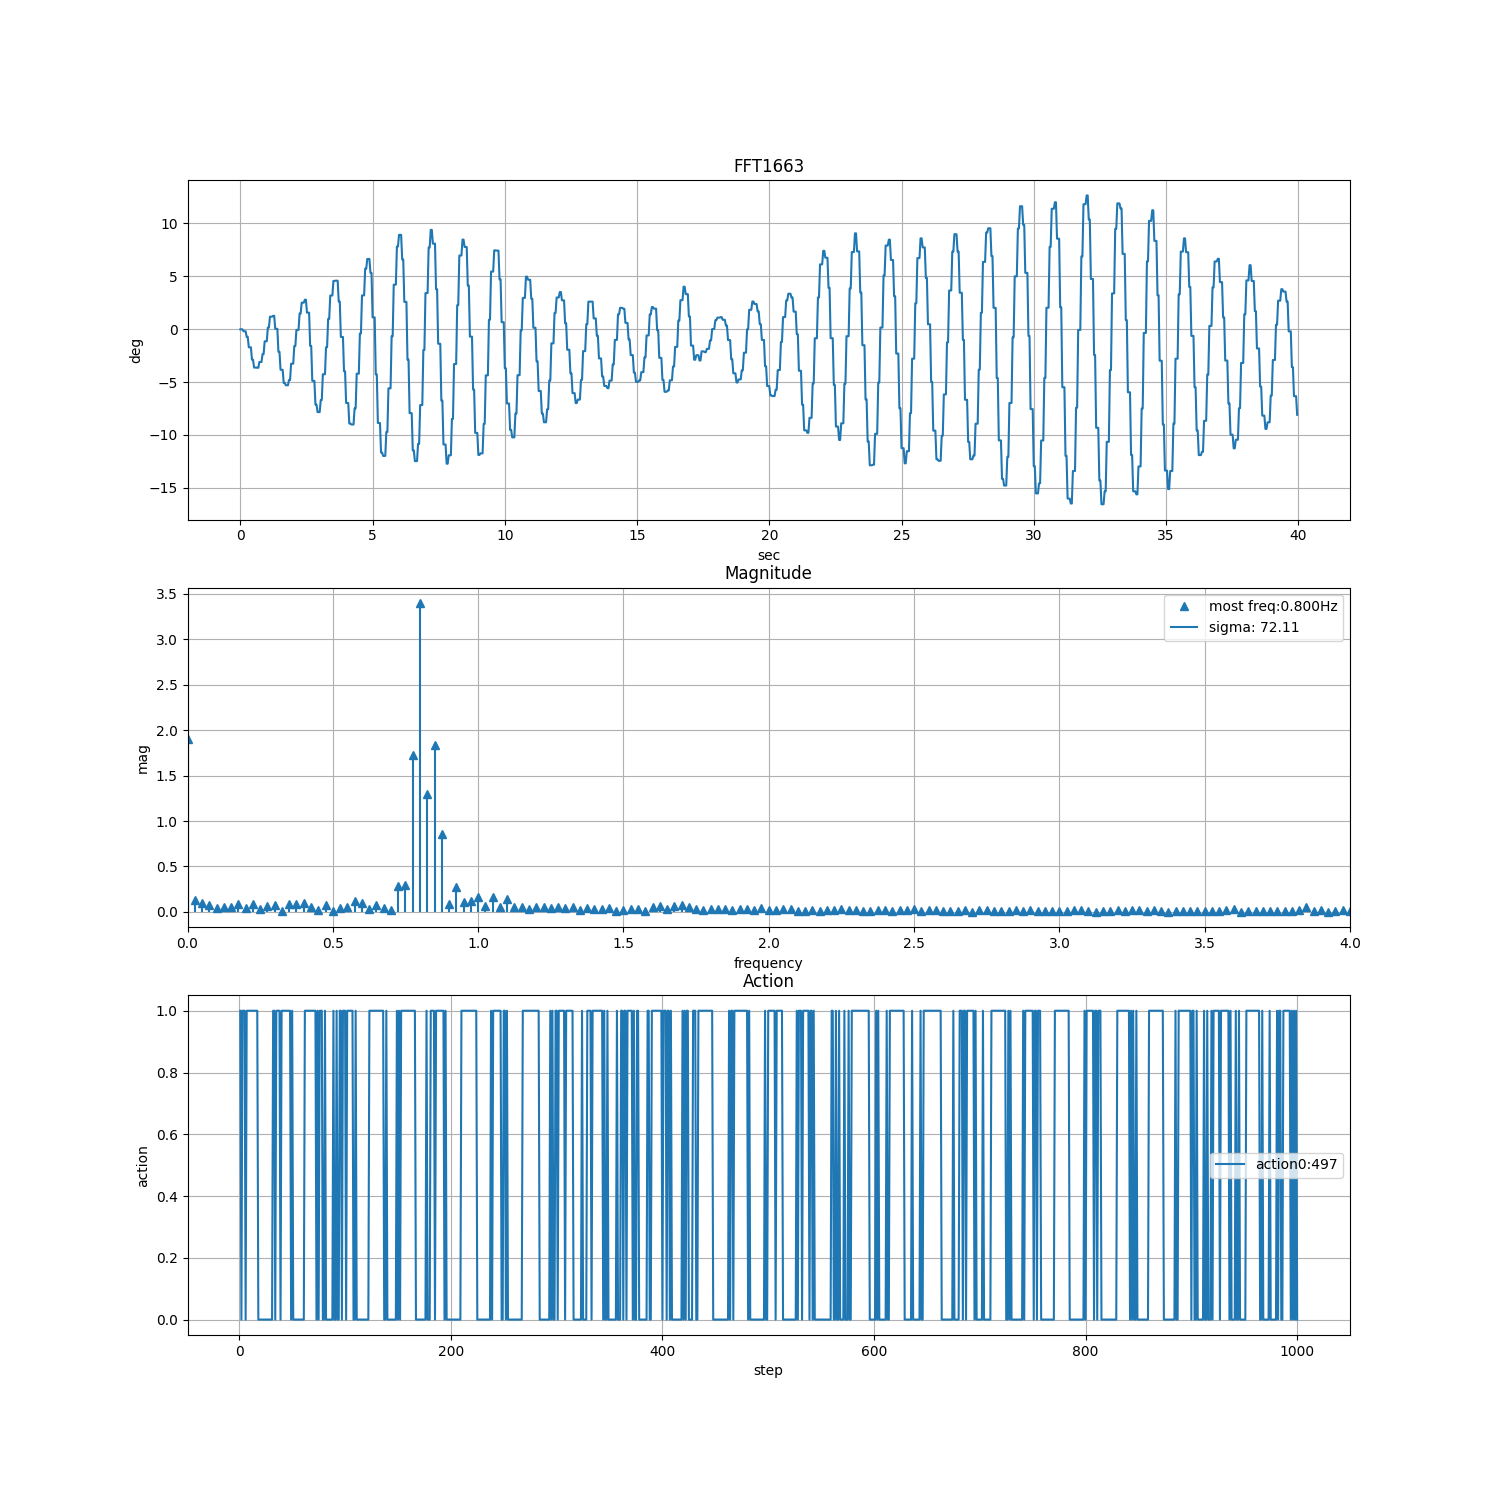 FFT1663
10
5
0
−5
−10
−15
deg
0 5 10 15 20 25 30 35 40
sec
Magnitude
3.5
3.0
2.5
2.0
1.5
1.0
0.5
0.0
mag
most freq:0.800Hz
sigma: 72.11
0.0 0.5 1.0 1.5 2.0 2.5 3.0 3.5 4.0
frequency
Action
1.0
0.8
0.6
0.4
0.2
0.0
action
action0:497
0 200 400 600 800 1000
step